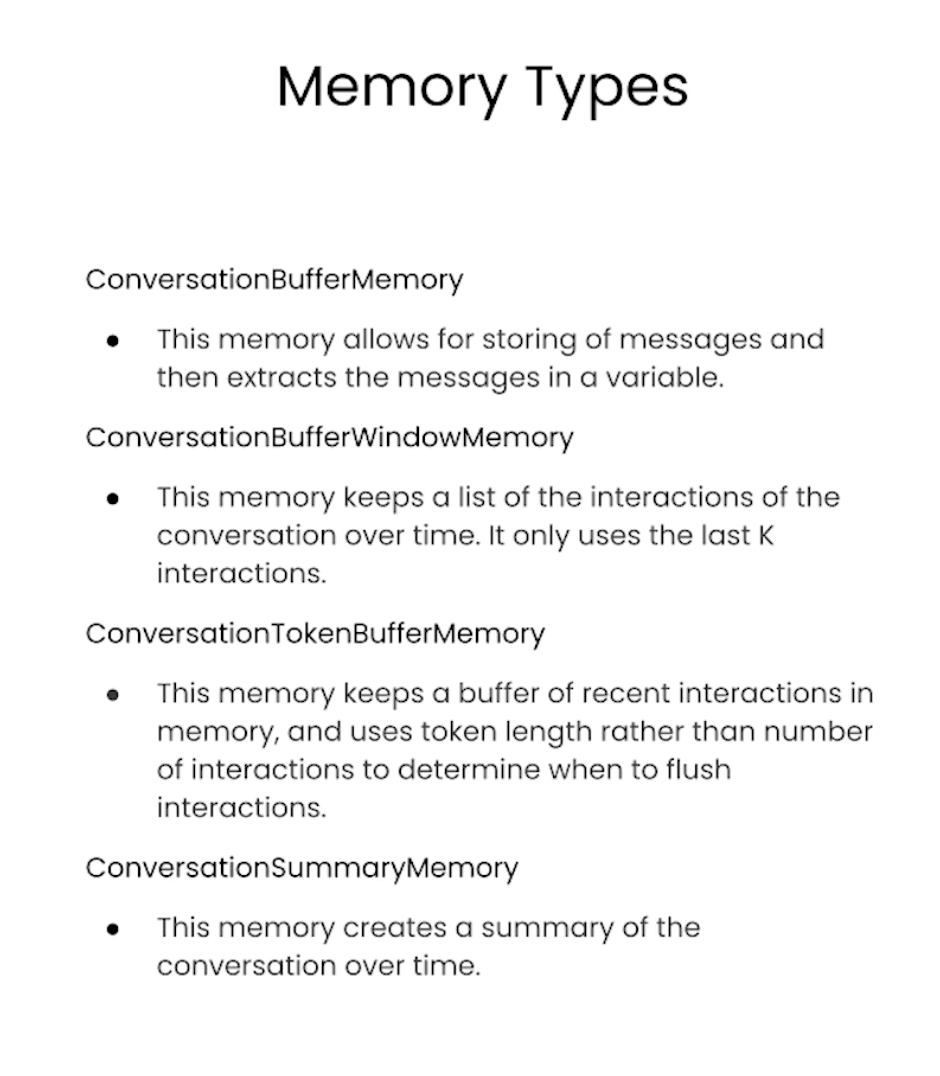 Memory Types
ConversationBufferMemory
● This memory allows for storing of messages and
then extracts the messages in a variable.
ConversationBufferWindowMemory
● This memory keeps a list of the interactions of the
conversation over time. It only uses the last K
interactions.
ConversationTokenBufferMemory
● This memory keeps a buffer of recent interactions in
memory, and uses token length rather than number
of interactions to determine when to flush
interactions.
ConversationSummaryMemory
● This memory creates a summary of the
conversation over time.